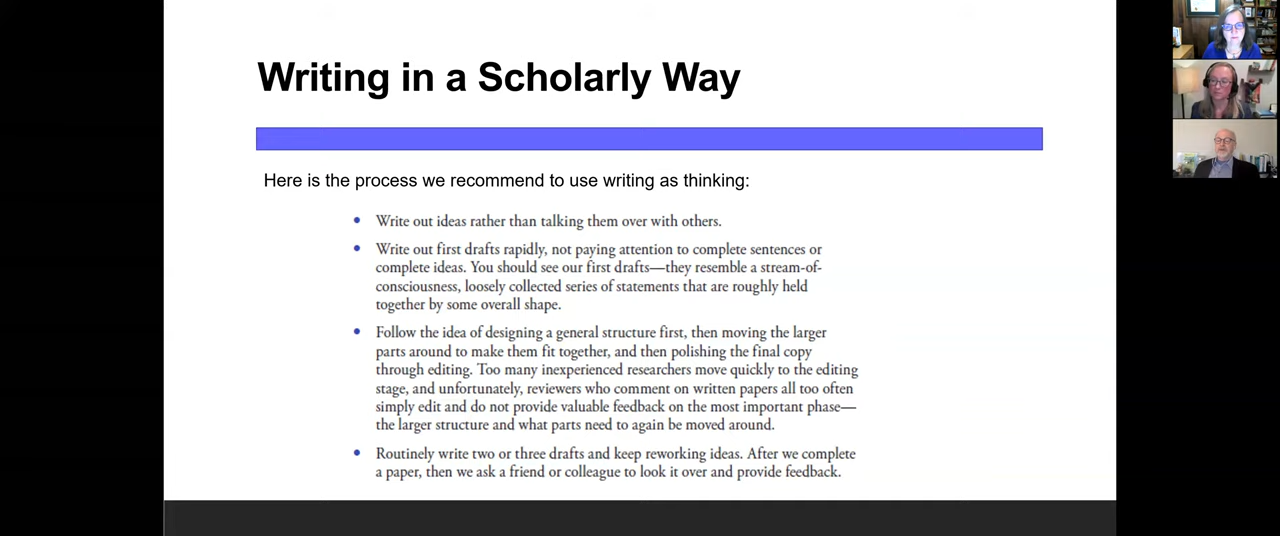 Writing in a Scholarly Way
Here is the process we recommend to use writing as thinking:
• Write out ideas rather than talking them over with others.
• Write out first drafts rapidly, not paying attention to complete sentences or
complete ideas. You should see our first drafts—they resemble a stream-of-
consciousness, loosely collected series of statements that are roughly held
together by some overall shape.
• Follow the idea of designing a general structure first, then moving the larger
parts around to make them fit together, and then polishing the final copy
through editing. Too many inexperienced researchers move quickly to the editing
stage, and unfortunately, reviewers who comment on written papers all too often
simply edit and do not provide valuable feedback on the most important phase—
the larger structure and what parts need to again be moved around.
• Routinely write two or three drafts and keep reworking ideas. After we complete
a paper, then we ask a friend or colleague to look it over and provide feedback.